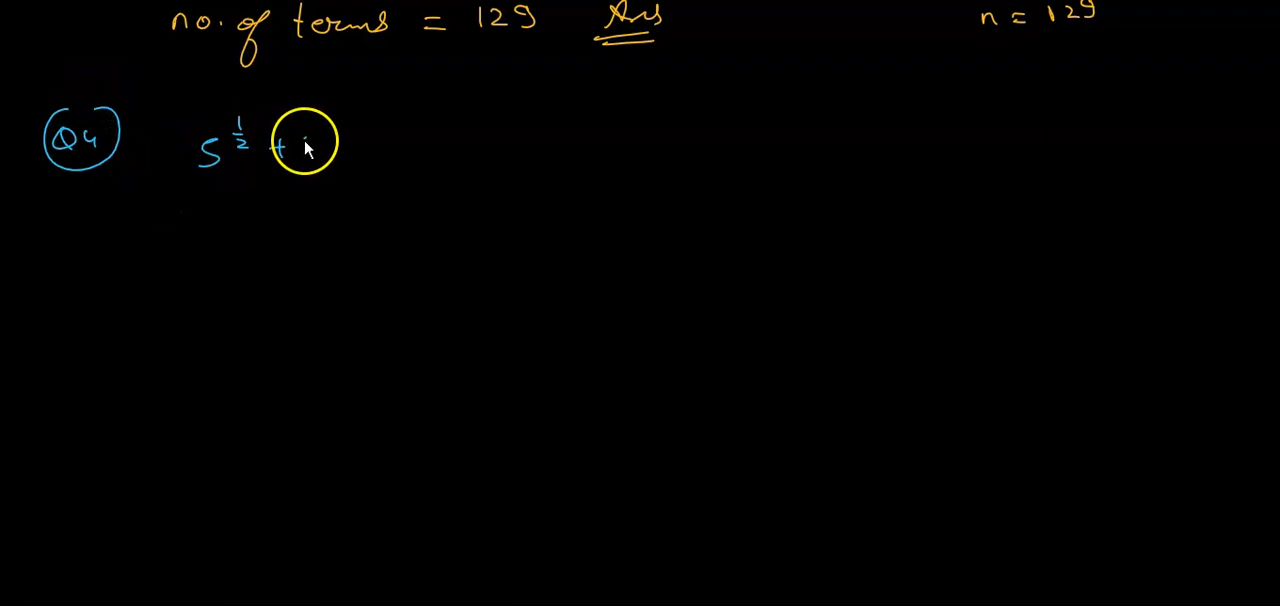 no. of terms = 129 Ans n = 129
Q4 5^{1/2} +